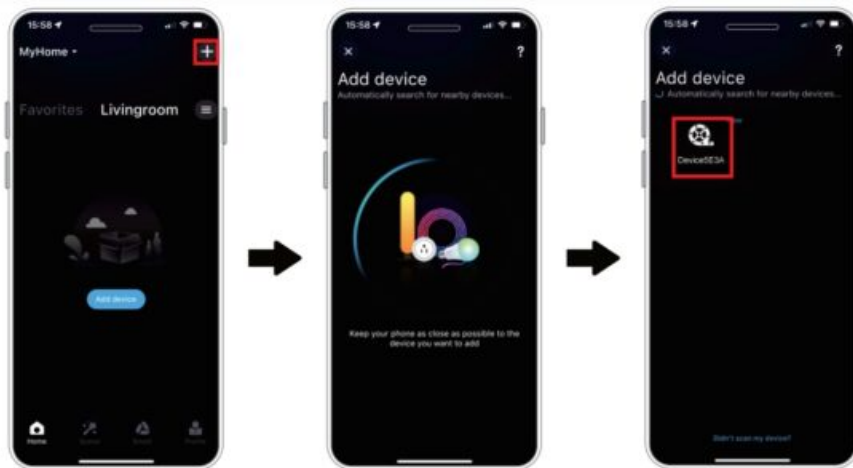 15:58
MyHome
Favorites Livingroom
Add device
Home
15:58
?
Add device
Automatically search for nearby devices...
Keep your phone as close as possible to the
device you want to add
15:58
?
Add device
Automatically search for nearby devices...
Device5E3A
Didn't scan my device?